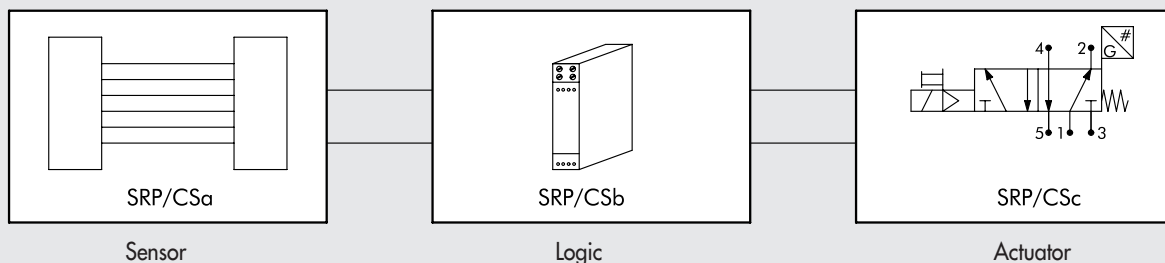 #
G
4
2
5
1
3
SRP/CSa
SRP/CSb
SRP/CSc
Sensor
Logic
Actuator